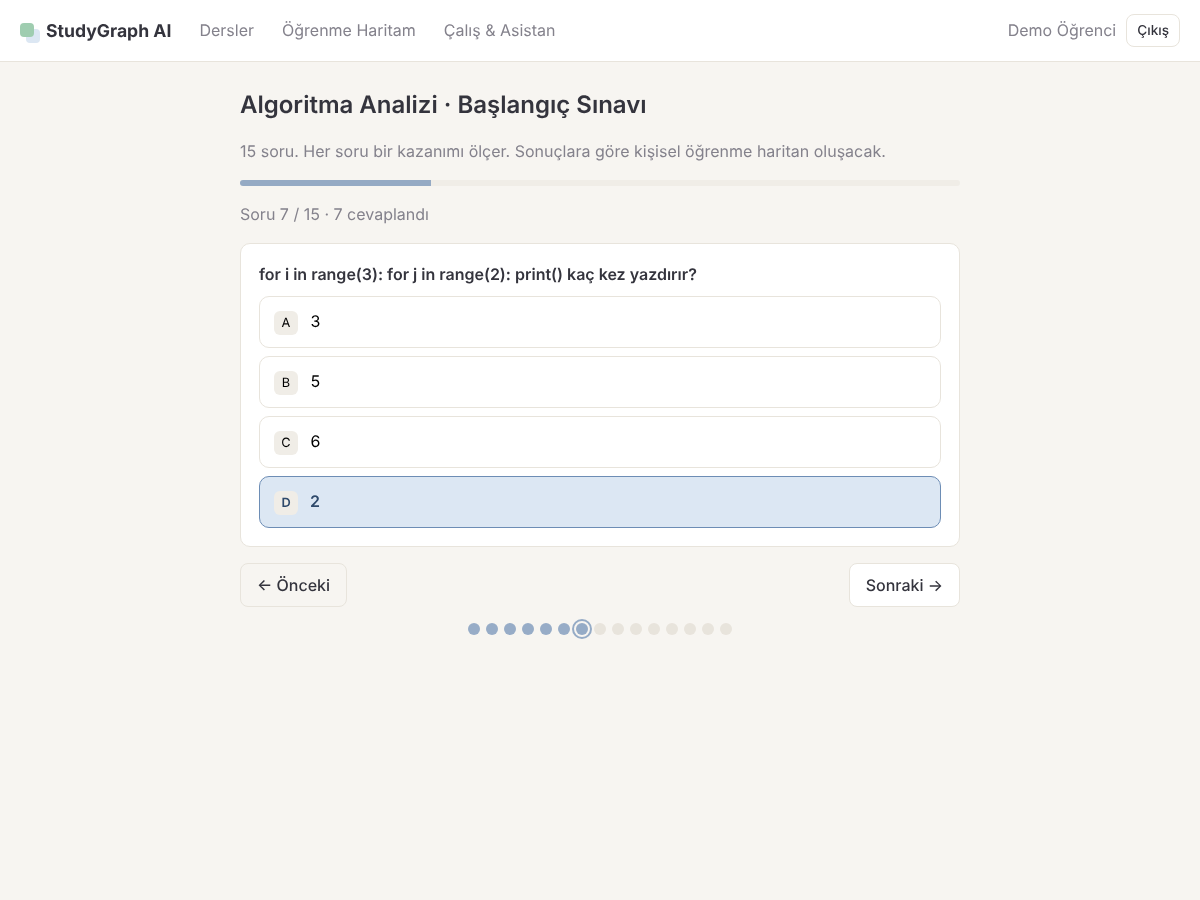 StudyGraph AI
Dersler
Öğrenme Haritam
Çalış & Asistan
Demo Öğrenci
Çıkış
Algoritma Analizi · Başlangıç Sınavı
15 soru. Her soru bir kazanımı ölçer. Sonuçlara göre kişisel öğrenme haritan oluşacak.
Soru 7 / 15 · 7 cevaplandı
for i in range(3): for j in range(2): print() kaç kez yazdırır?
A 3
B 5
C 6
D 2
← Önceki
Sonraki →